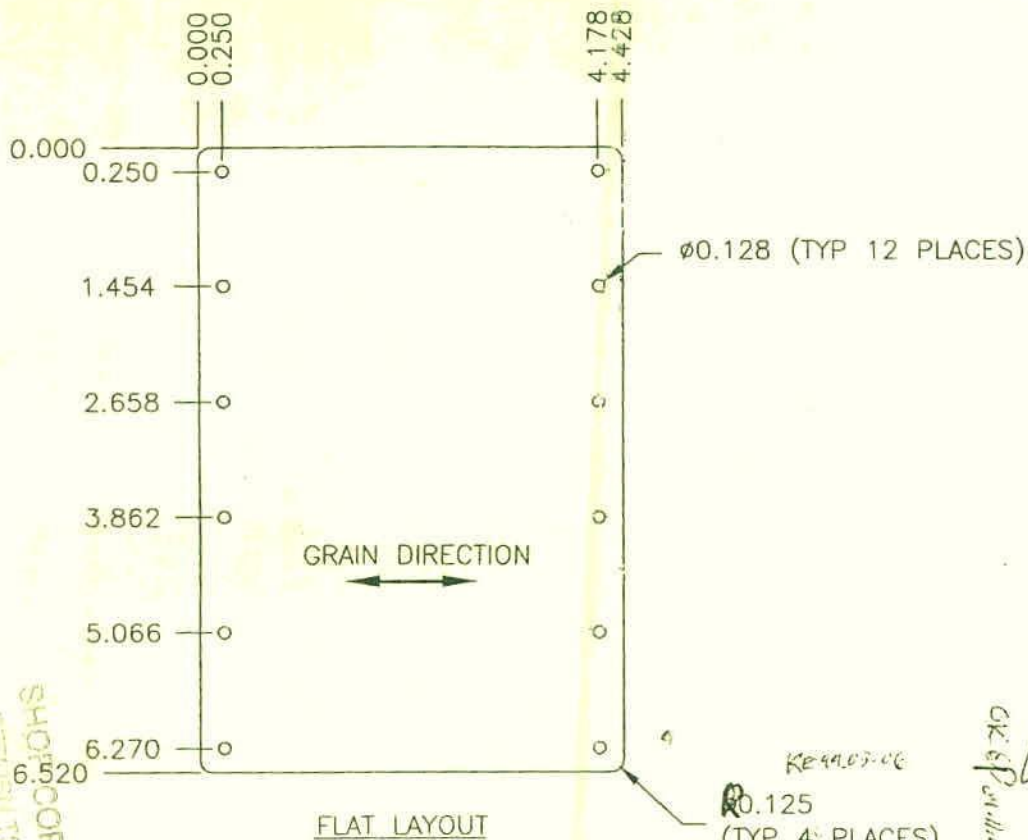 0.000
0.250
4.178
4.428
0.000
0.250
ø0.128 (TYP 12 PLACES)
1.454
2.658
3.862
GRAIN DIRECTION
5.066
6.270
6.520
R0.125
(TYP 4 PLACES)
FLAT LAYOUT